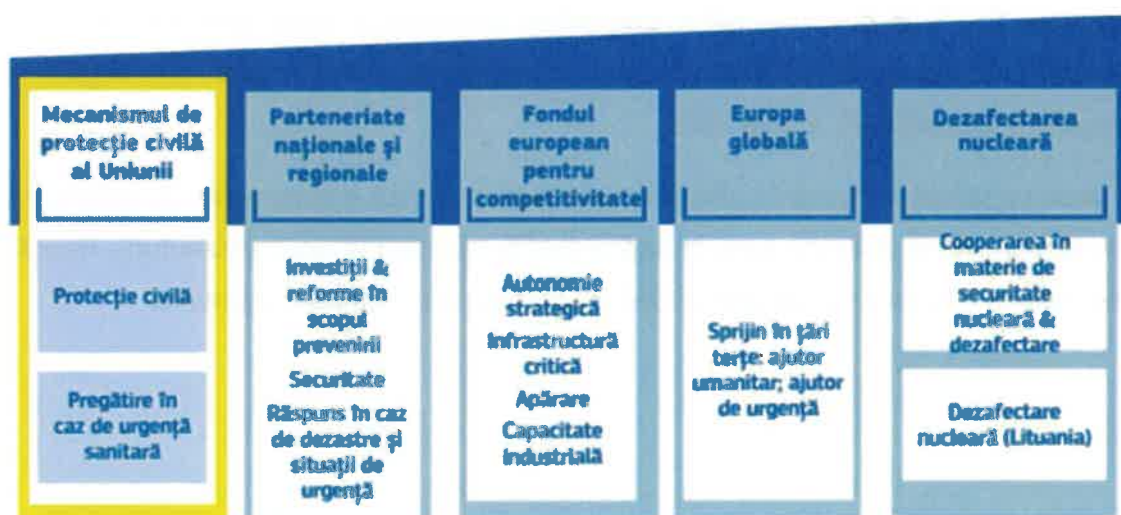 Mecanismul de
protecție civilă
al Uniunii
Protecție civilă
Pregătire în
caz de urgență
sanitară
Parteneriate
naționale și
regionale
Investiții &
reforme în
scopul
prevenirii
Securitate
Răspuns în caz
de dezastre și
situații de
urgență
Fondul
european
pentru
competitivitate
Autonomie
strategică
Infrastructură
critică
Apărare
Capacitate
industrială
Europa
globală
Sprijin în țări
terțe: ajutor
umanitar; ajutor
de urgență
Dezafectarea
nucleară
Cooperarea în
materie de
securitate
nucleară &
dezafectare
Dezafectare
nucleară (Lituania)